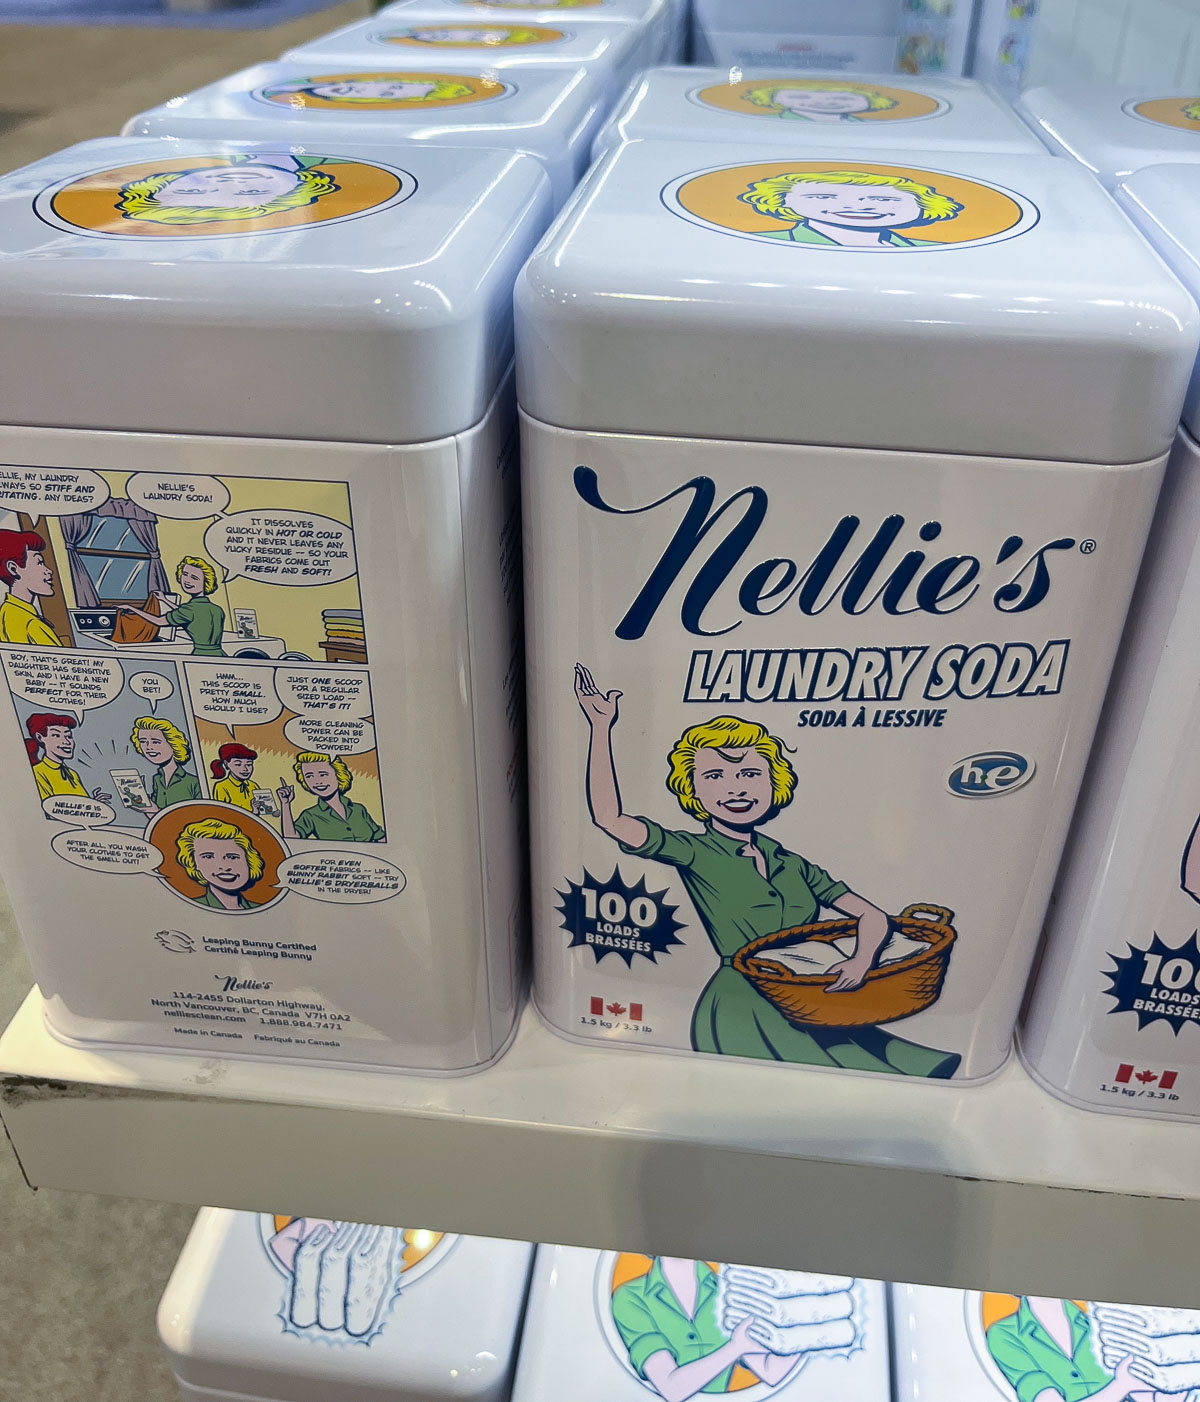 ELLIE, MY LAUNDRY
WAYS SO STIFF AND
ITATING. ANY IDEAS?
NELLIE'S
LAUNDRY SODA!
IT DISSOLVES
QUICKLY IN HOT OR COLD
AND IT NEVER LEAVES ANY
YUCKY RESIDUE -- SO YOUR
FABRICS COME OUT
FRESH AND SOFT!
BOY, THAT'S GREAT! MY
DAUGHTER HAS SENSITIVE
SKIN, AND I HAVE A NEW
BABY -- IT SOUNDS
PERFECT FOR THEIR
CLOTHES!
YOU
BET!
HMM...
THIS SCOOP IS
PRETTY SMALL.
HOW MUCH
SHOULD I USE?
JUST ONE SCOOP
FOR A REGULAR
SIZED LOAD --
THAT'S IT!
MORE CLEANING
POWER CAN BE
PACKED INTO
POWDER!
NELLIE'S IS
UNSCENTED...
AFTER ALL, YOU WASH
YOUR CLOTHES TO GET
THE SMELL OUT!
FOR EVEN
SOFTER FABRICS -- LIKE
BUNNY RABBIT SOFT -- TRY
NELLIE'S DRYERBALLS
IN THE DRYER!
Leaping Bunny Certified
Certifié Leaping Bunny
Nellie's
114-2455 Dollarton Highway,
North Vancouver, BC, Canada V7H 0A2
nelliesclean.com 1.888.984.7471
Made in Canada Fabriqué au Canada
Nellie's®
LAUNDRY SODA
SODA À LESSIVE
he
100
LOADS
BRASSÉES
1.5 kg / 3.3 lb
100
LOADS
BRASSÉES
1.5 kg / 3.3 lb